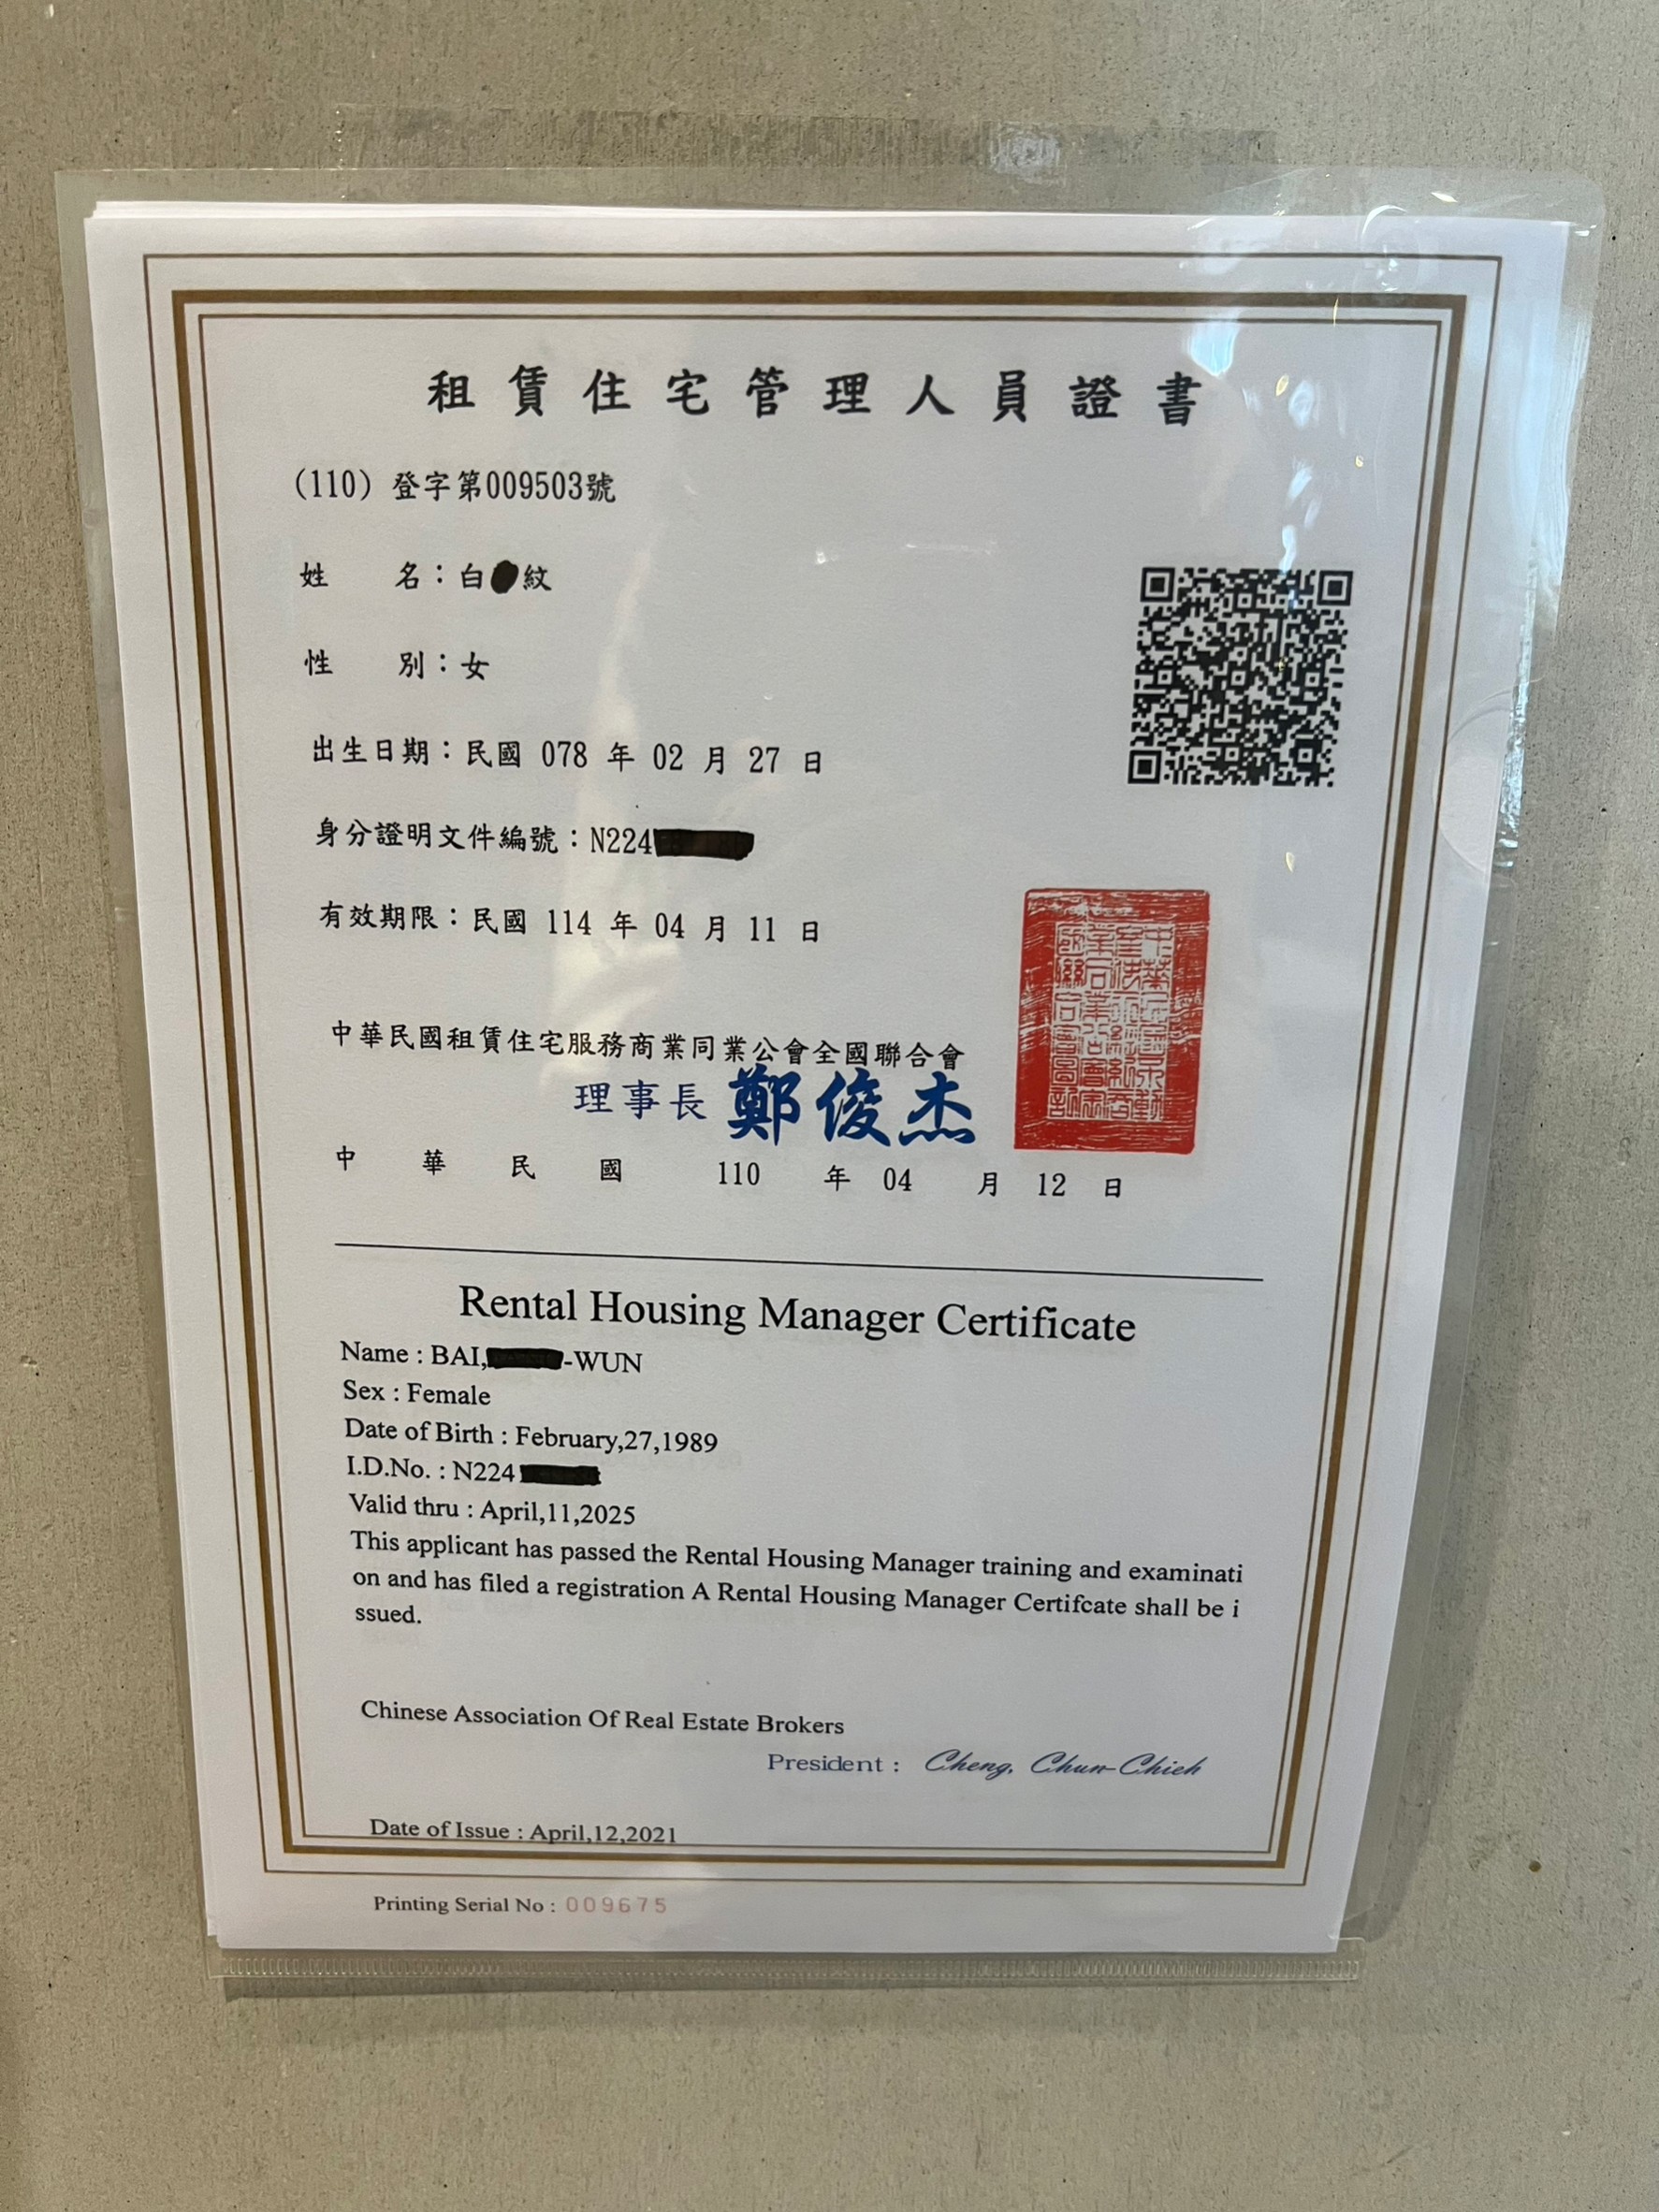 租賃住宅管理人員證書
(110) 登字第009503號
姓 名：白 紋
性 別：女
出生日期：民國 078 年 02 月 27 日
身分證明文件編號：N224
有效期限：民國 114 年 04 月 11 日
中華民國租賃住宅服務商業同業公會全國聯合會
理事長 鄭俊杰
中 華 民 國 110 年 04 月 12 日
Rental Housing Manager Certificate
Name : BAI, -WUN
Sex : Female
Date of Birth : February,27,1989
I.D.No. : N224
Valid thru : April,11,2025
This applicant has passed the Rental Housing Manager training and examinati
on and has filed a registration A Rental Housing Manager Certifcate shall be i
ssued.
Chinese Association Of Real Estate Brokers
President : Cheng, Chun-Chieh
Date of Issue : April,12,2021
Printing Serial No : 009675